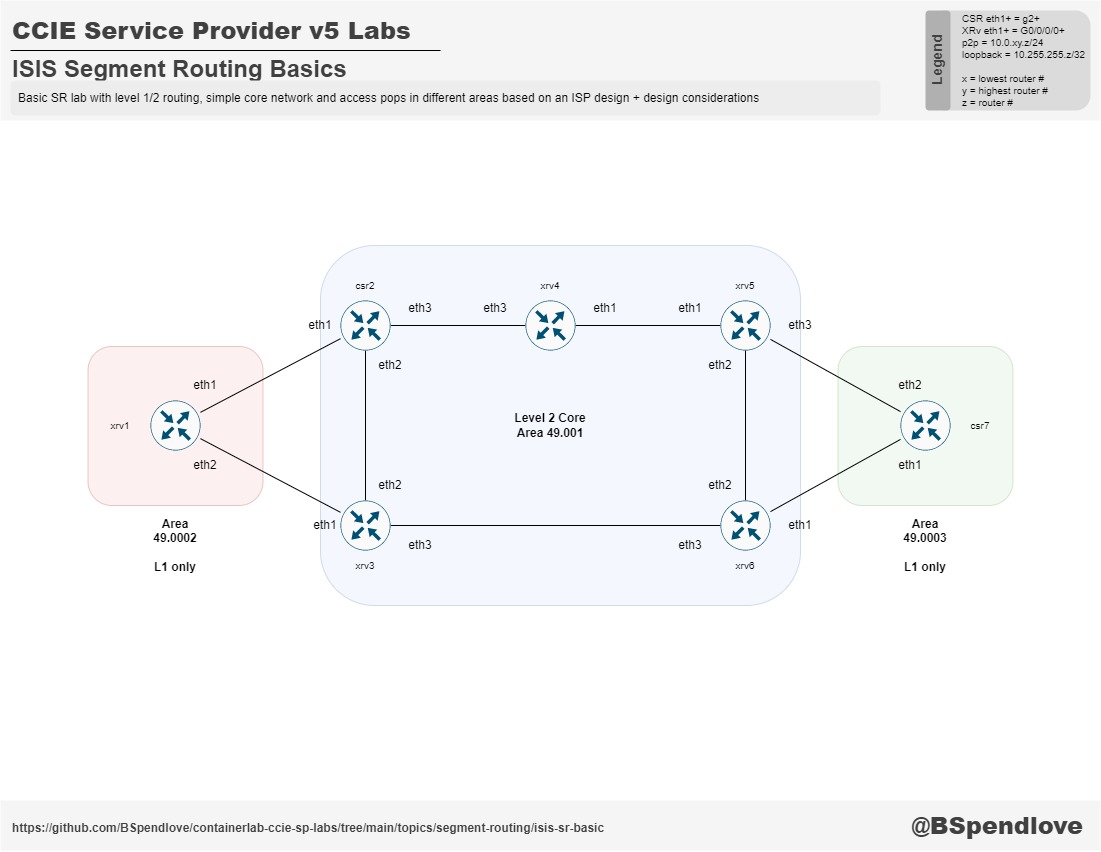 CCIE Service Provider v5 Labs
ISIS Segment Routing Basics
Basic SR lab with level 1/2 routing, simple core network and access pops in different areas based on an ISP design + design considerations
Legend
CSR eth1+ = g2+
XRv eth1+ = G0/0/0/0+
p2p = 10.0.xy.z/24
loopback = 10.255.255.z/32
x = lowest router #
y = highest router #
z = router #
csr2
xrv4
xrv5
eth3
eth3
eth1
eth1
eth1
eth3
eth2
eth2
eth1
eth2
xrv1
Level 2 Core
Area 49.001
csr7
eth2
eth1
eth2
eth2
eth1
eth1
eth3
eth3
xrv3
xrv6
Area
49.0002
L1 only
Area
49.0003
L1 only
https://github.com/BSpendlove/containerlab-ccie-sp-labs/tree/main/topics/segment-routing/isis-sr-basic
@BSpendlove